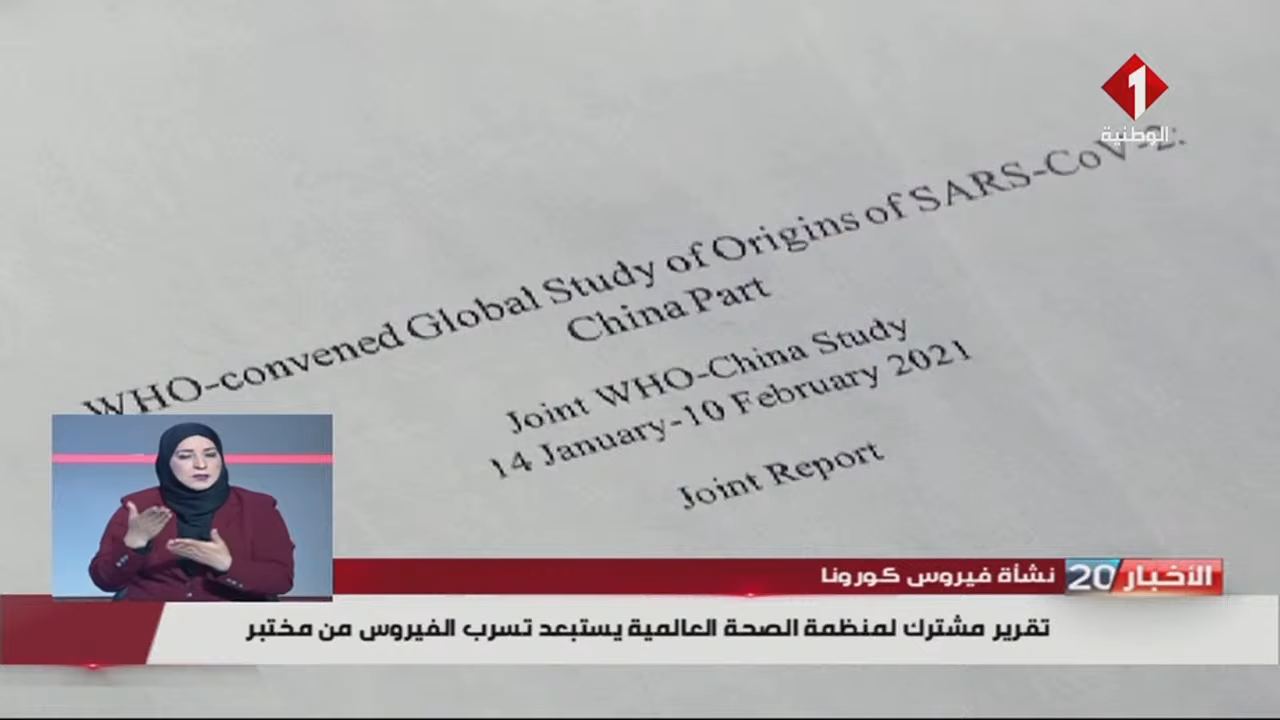 1
الوطنية
WHO-convened Global Study of Origins of SARS-CoV-2:
China Part
Joint WHO-China Study
14 January-10 February 2021
Joint Report
الأخبار 20
نشأة فيروس كورونا
تقرير مشترك لمنظمة الصحة العالمية يستبعد تسرب الفيروس من مختبر